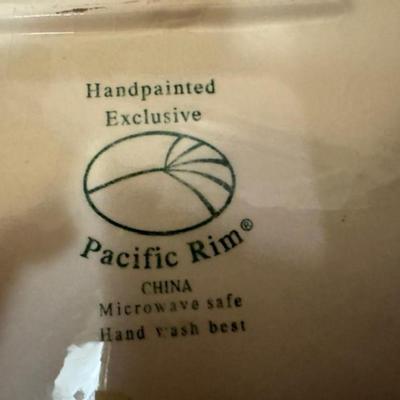 Handpainted
Exclusive
Pacific Rim®
CHINA
Microwave safe
Hand wash best